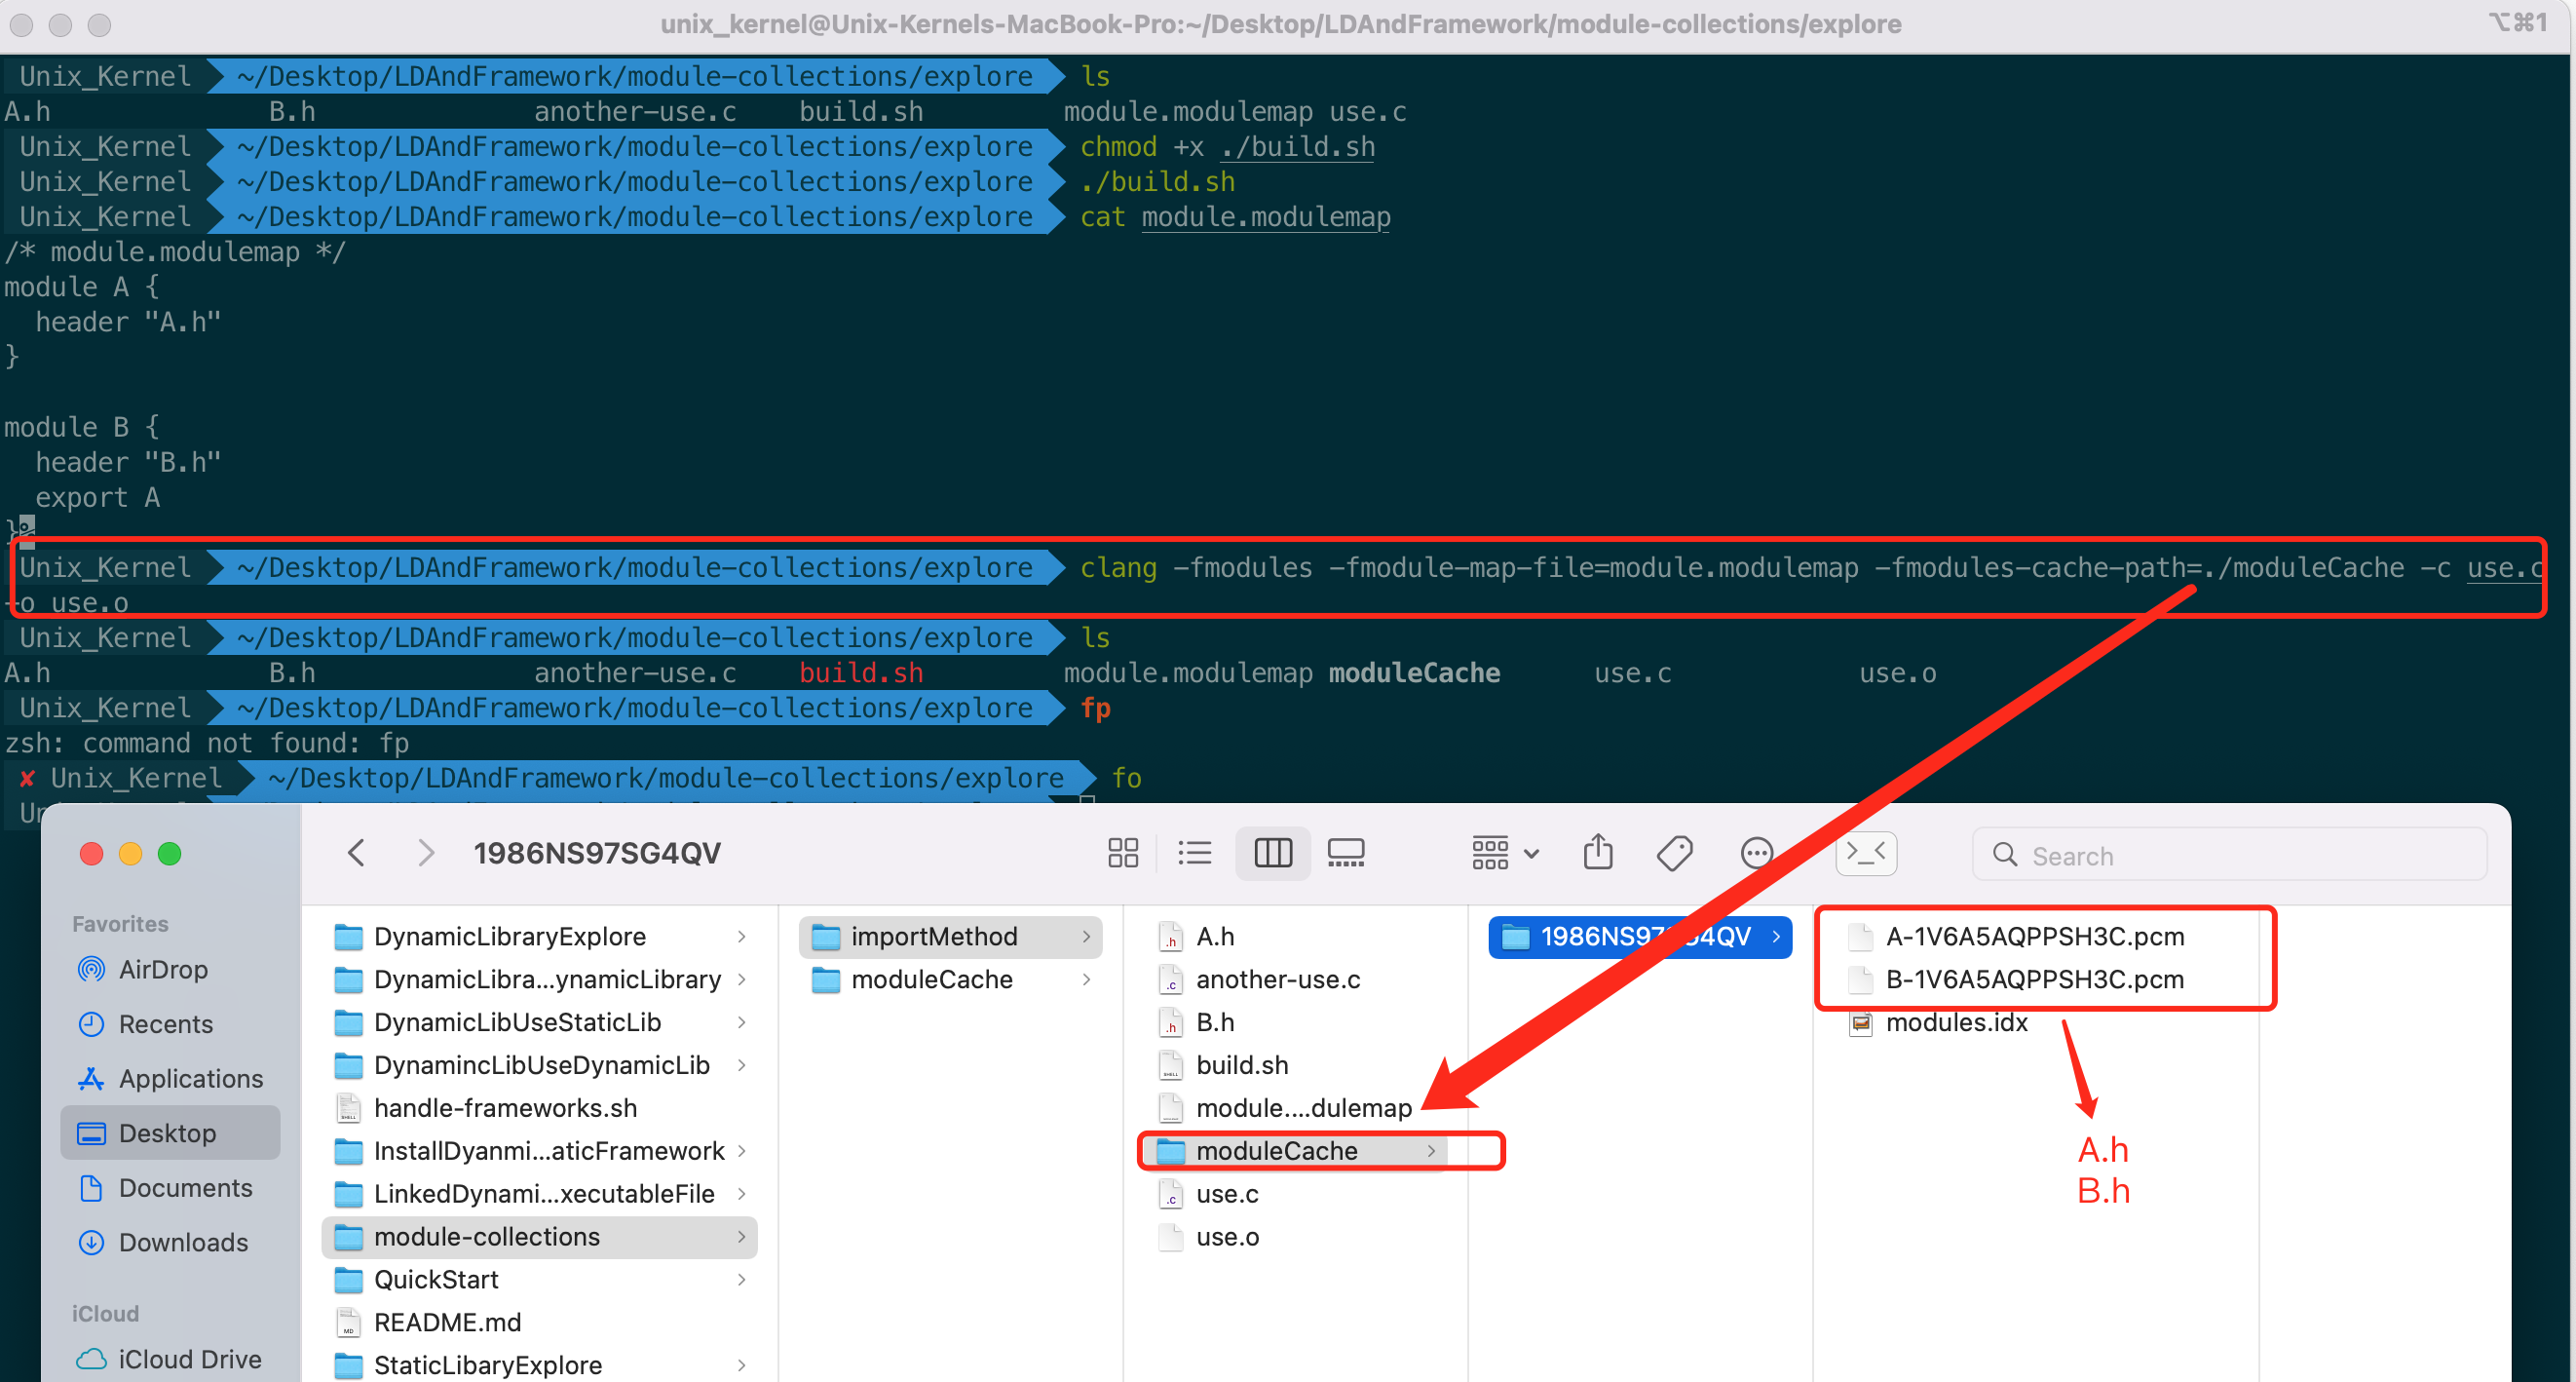 unix_kernel@Unix-Kernels-MacBook-Pro:~/Desktop/LDAndFramework/module-collections/explore ⌥⌘1
Unix_Kernel ~/Desktop/LDAndFramework/module-collections/explore ls
A.h B.h another-use.c build.sh module.modulemap use.c
Unix_Kernel ~/Desktop/LDAndFramework/module-collections/explore chmod +x ./build.sh
Unix_Kernel ~/Desktop/LDAndFramework/module-collections/explore ./build.sh
Unix_Kernel ~/Desktop/LDAndFramework/module-collections/explore cat module.modulemap
/* module.modulemap */
module A {
  header "A.h"
}
module B {
  header "B.h"
  export A
}%
Unix_Kernel ~/Desktop/LDAndFramework/module-collections/explore clang -fmodules -fmodule-map-file=module.modulemap -fmodules-cache-path=./moduleCache -c use.c
-o use.o
Unix_Kernel ~/Desktop/LDAndFramework/module-collections/explore ls
A.h B.h another-use.c build.sh module.modulemap moduleCache use.c use.o
Unix_Kernel ~/Desktop/LDAndFramework/module-collections/explore fp
zsh: command not found: fp
✘ Unix_Kernel ~/Desktop/LDAndFramework/module-collections/explore fo
1986NS97SG4QV
Search
Favorites
AirDrop
Recents
Applications
Desktop
Documents
Downloads
iCloud
iCloud Drive
DynamicLibraryExplore
DynamicLibra...ynamicLibrary
DynamicLibUseStaticLib
DynamincLibUseDynamicLib
handle-frameworks.sh
InstallDyanmi...aticFramework
LinkedDynami...xecutableFile
module-collections
QuickStart
README.md
StaticLibaryExplore
importMethod
moduleCache
A.h
another-use.c
B.h
build.sh
module....dulemap
moduleCache
use.c
use.o
A-1V6A5AQPPSH3C.pcm
B-1V6A5AQPPSH3C.pcm
modules.idx
A.h
B.h